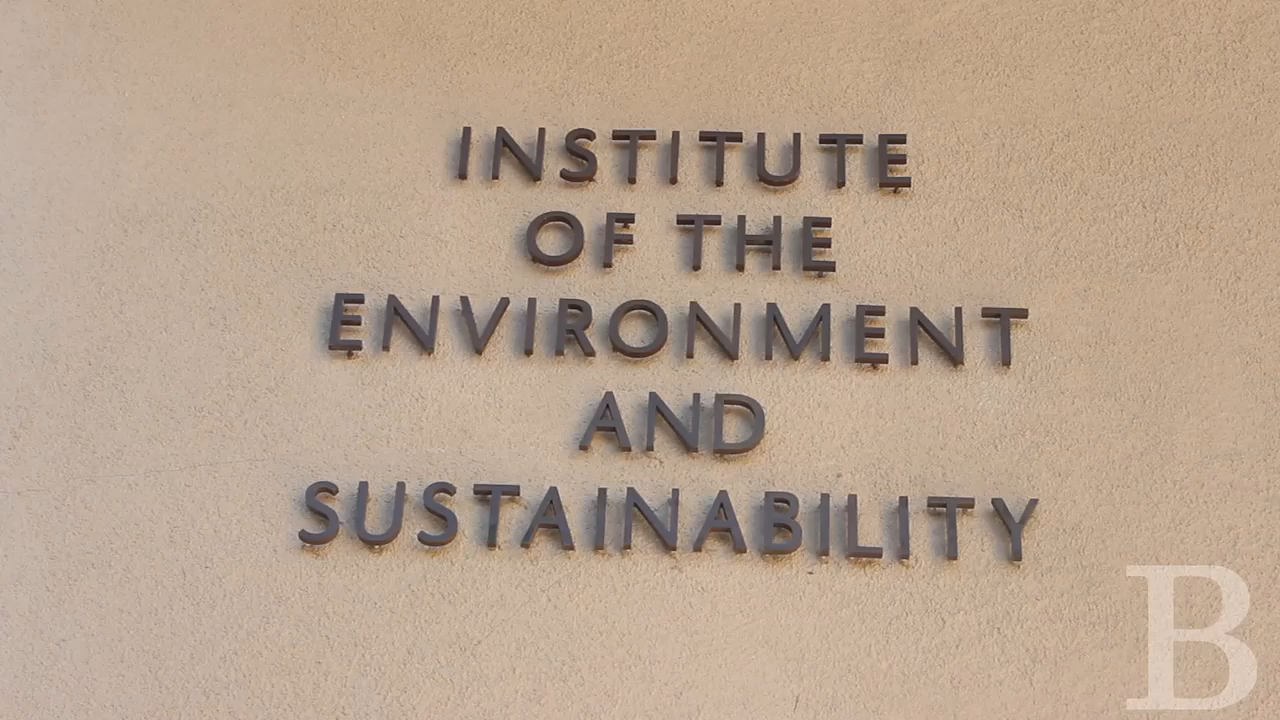 INSTITUTE
OF THE
ENVIRONMENT
AND
SUSTAINABILITY
B